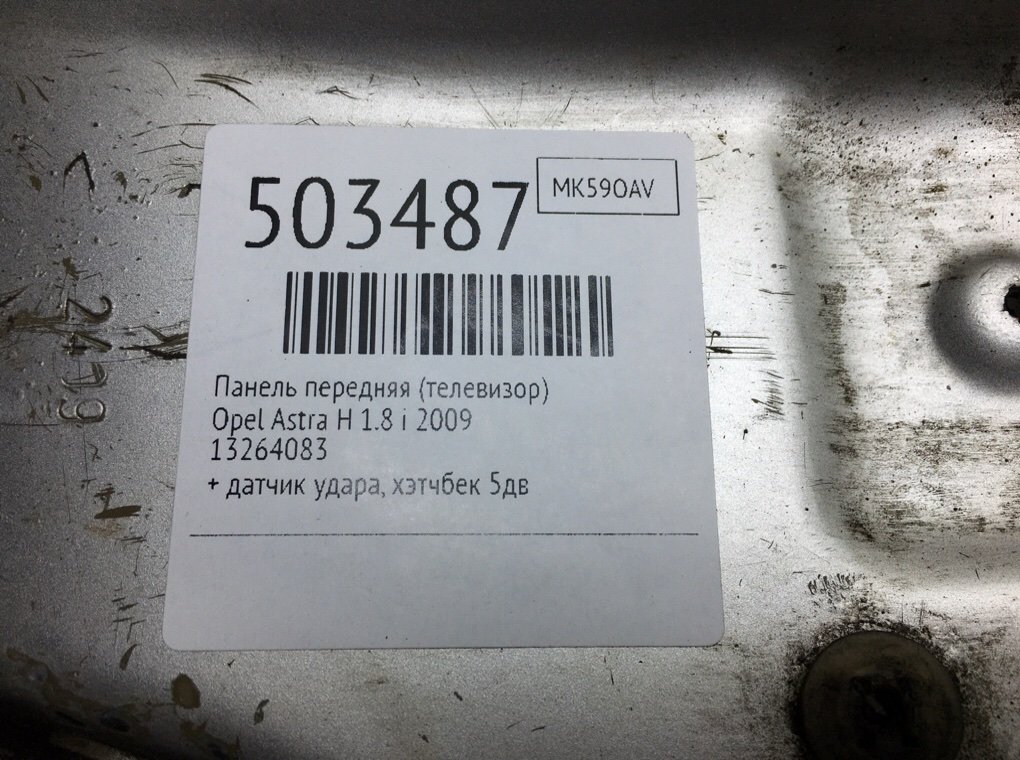 503487
MK590AV
Панель передняя (телевизор)
Opel Astra H 1.8 i 2009
13264083
+ датчик удара, хэтчбек 5дв